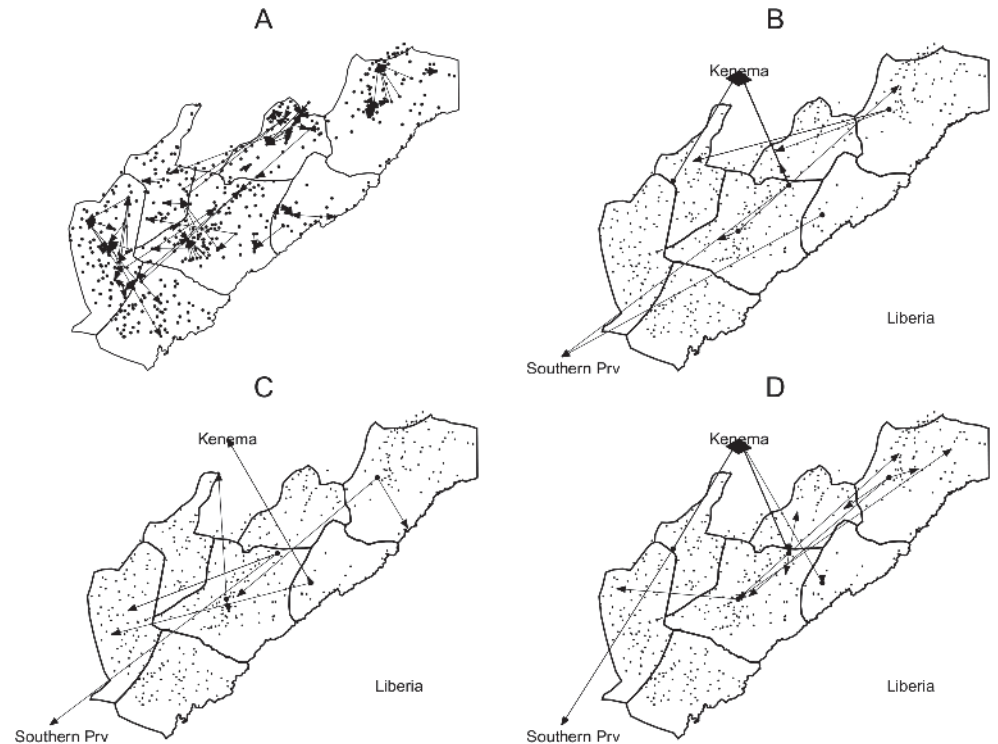 A
B
Kenema
Liberia
Southern Prv
C
D
Kenema
Kenema
Liberia
Liberia
Southern Prv
Southern Prv